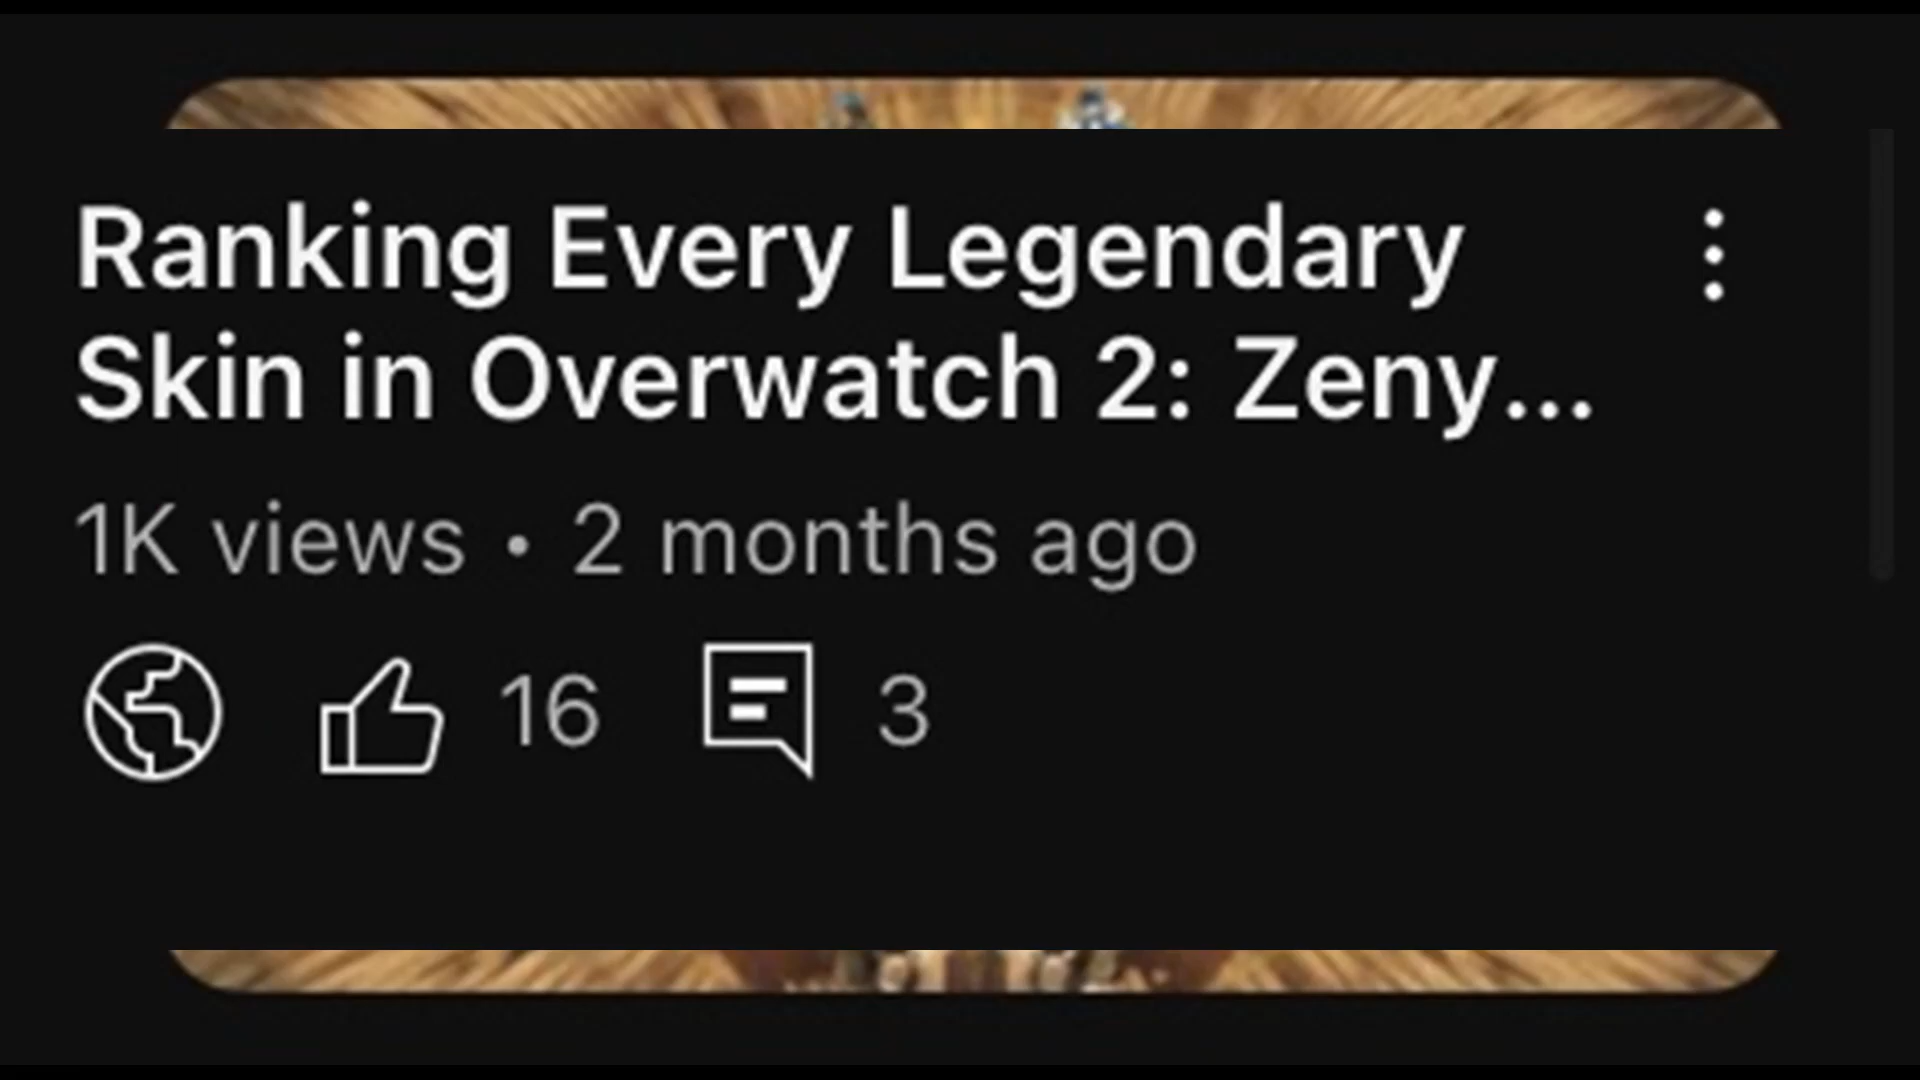 Ranking Every Legendary
Skin in Overwatch 2: Zeny...
1K views • 2 months ago
16 3